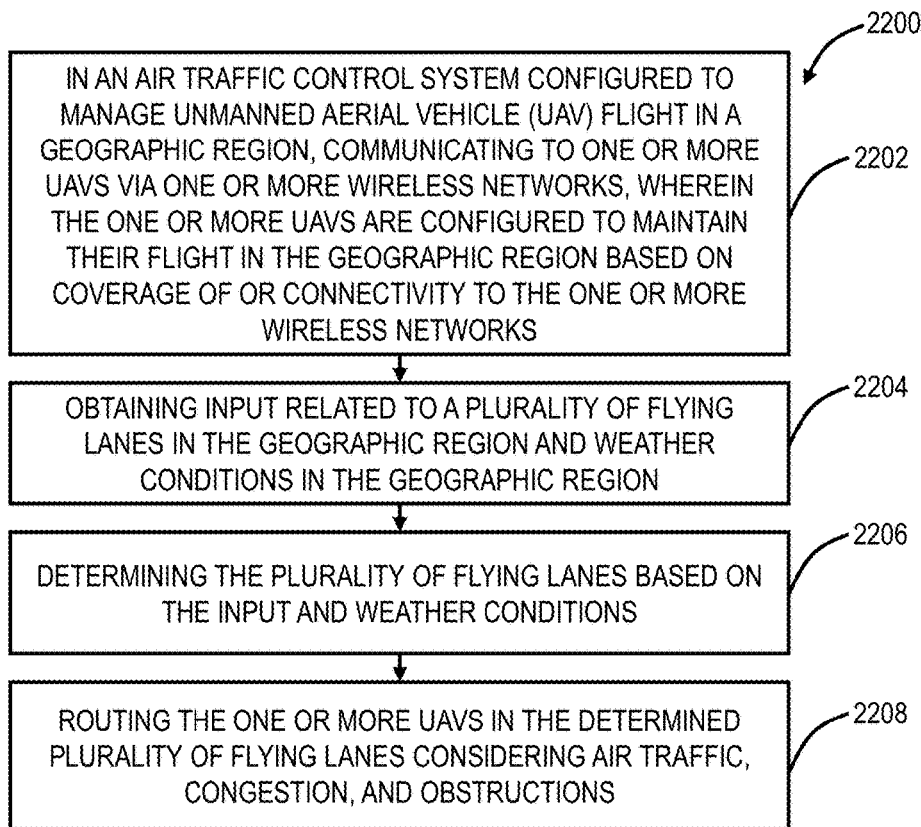 2200
IN AN AIR TRAFFIC CONTROL SYSTEM CONFIGURED TO
MANAGE UNMANNED AERIAL VEHICLE (UAV) FLIGHT IN A
GEOGRAPHIC REGION, COMMUNICATING TO ONE OR MORE
UAVS VIA ONE OR MORE WIRELESS NETWORKS, WHEREIN
THE ONE OR MORE UAVS ARE CONFIGURED TO MAINTAIN
THEIR FLIGHT IN THE GEOGRAPHIC REGION BASED ON
COVERAGE OF OR CONNECTIVITY TO THE ONE OR MORE
WIRELESS NETWORKS
2202
OBTAINING INPUT RELATED TO A PLURALITY OF FLYING
LANES IN THE GEOGRAPHIC REGION AND WEATHER
CONDITIONS IN THE GEOGRAPHIC REGION
2204
DETERMINING THE PLURALITY OF FLYING LANES BASED ON
THE INPUT AND WEATHER CONDITIONS
2206
ROUTING THE ONE OR MORE UAVS IN THE DETERMINED
PLURALITY OF FLYING LANES CONSIDERING AIR TRAFFIC,
CONGESTION, AND OBSTRUCTIONS
2208